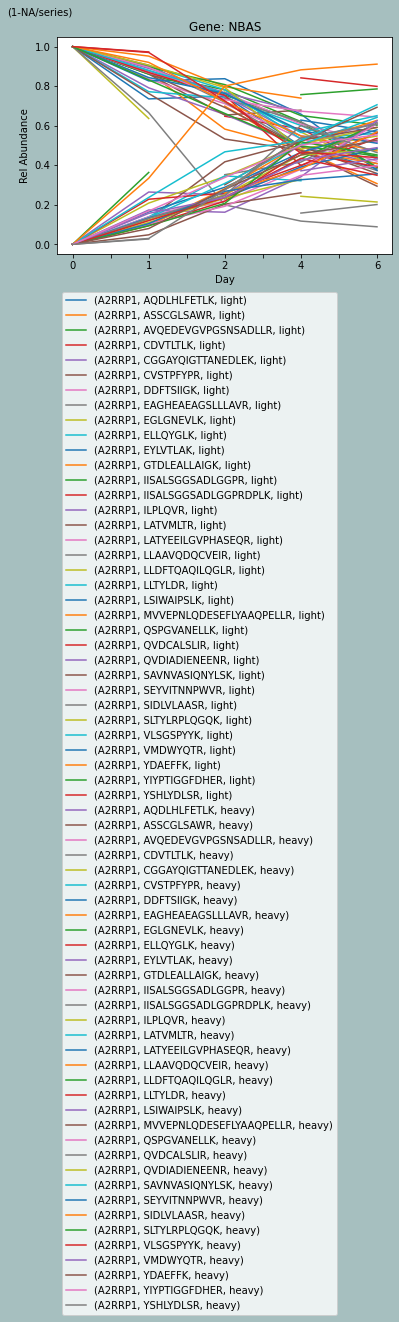 (1-NA/series)
Gene: NBAS
Rel Abundance
1.0
0.8
0.6
0.4
0.2
0.0
0 1 2 4 6
Day
(A2RRP1, AQDLHLFETLK, light)
(A2RRP1, ASSCGLSAWR, light)
(A2RRP1, AVQEDEVGVPGSNSADLLR, light)
(A2RRP1, CDVTLTLK, light)
(A2RRP1, CGGAYQIGTTANEDLEK, light)
(A2RRP1, CVSTPFYPR, light)
(A2RRP1, DDFTSIIGK, light)
(A2RRP1, EAGHEAEAGSLLLAVR, light)
(A2RRP1, EGLGNEVLK, light)
(A2RRP1, ELLQYGLK, light)
(A2RRP1, EYLVTLAK, light)
(A2RRP1, GTDLEALLAIGK, light)
(A2RRP1, IISALSGGSADLGGPR, light)
(A2RRP1, IISALSGGSADLGGPRDPLK, light)
(A2RRP1, ILPLQVR, light)
(A2RRP1, LATVMLTR, light)
(A2RRP1, LATYEEILGVPHASEQR, light)
(A2RRP1, LLAAVQDQCVEIR, light)
(A2RRP1, LLDFTQAQILQGLR, light)
(A2RRP1, LLTYLDR, light)
(A2RRP1, LSIWAIPSLK, light)
(A2RRP1, MVVEPNLQDESEFLYAAQPELLR, light)
(A2RRP1, QSPGVANELLK, light)
(A2RRP1, QVDCALSLIR, light)
(A2RRP1, QVDIADIENEENR, light)
(A2RRP1, SAVNVASIQNYLSK, light)
(A2RRP1, SEYVITNNPWVR, light)
(A2RRP1, SIDLVLAASR, light)
(A2RRP1, SLTYLRPLQGQK, light)
(A2RRP1, VLSGSPYYK, light)
(A2RRP1, VMDWYQTR, light)
(A2RRP1, YDAEFFK, light)
(A2RRP1, YIYPTIGGFDHER, light)
(A2RRP1, YSHLYDLSR, light)
(A2RRP1, AQDLHLFETLK, heavy)
(A2RRP1, ASSCGLSAWR, heavy)
(A2RRP1, AVQEDEVGVPGSNSADLLR, heavy)
(A2RRP1, CDVTLTLK, heavy)
(A2RRP1, CGGAYQIGTTANEDLEK, heavy)
(A2RRP1, CVSTPFYPR, heavy)
(A2RRP1, DDFTSIIGK, heavy)
(A2RRP1, EAGHEAEAGSLLLAVR, heavy)
(A2RRP1, EGLGNEVLK, heavy)
(A2RRP1, ELLQYGLK, heavy)
(A2RRP1, EYLVTLAK, heavy)
(A2RRP1, GTDLEALLAIGK, heavy)
(A2RRP1, IISALSGGSADLGGPR, heavy)
(A2RRP1, IISALSGGSADLGGPRDPLK, heavy)
(A2RRP1, ILPLQVR, heavy)
(A2RRP1, LATVMLTR, heavy)
(A2RRP1, LATYEEILGVPHASEQR, heavy)
(A2RRP1, LLAAVQDQCVEIR, heavy)
(A2RRP1, LLDFTQAQILQGLR, heavy)
(A2RRP1, LLTYLDR, heavy)
(A2RRP1, LSIWAIPSLK, heavy)
(A2RRP1, MVVEPNLQDESEFLYAAQPELLR, heavy)
(A2RRP1, QSPGVANELLK, heavy)
(A2RRP1, QVDCALSLIR, heavy)
(A2RRP1, QVDIADIENEENR, heavy)
(A2RRP1, SAVNVASIQNYLSK, heavy)
(A2RRP1, SEYVITNNPWVR, heavy)
(A2RRP1, SIDLVLAASR, heavy)
(A2RRP1, SLTYLRPLQGQK, heavy)
(A2RRP1, VLSGSPYYK, heavy)
(A2RRP1, VMDWYQTR, heavy)
(A2RRP1, YDAEFFK, heavy)
(A2RRP1, YIYPTIGGFDHER, heavy)
(A2RRP1, YSHLYDLSR, heavy)